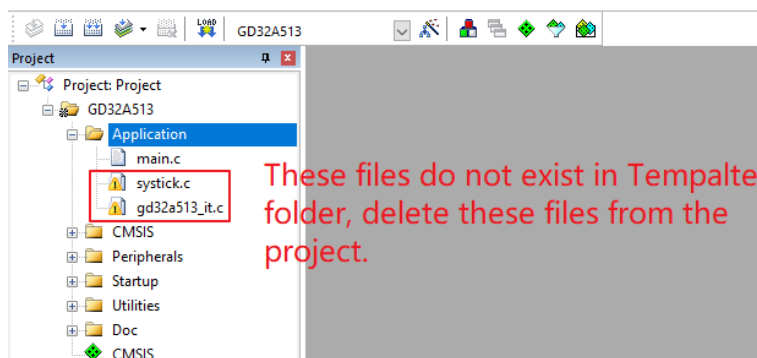 LOAD
GD32A513
Project
Project: Project
GD32A513
Application
main.c
systick.c
gd32a513_it.c
CMSIS
Peripherals
Startup
Utilities
Doc
CMSIS
These files do not exist in Tempalte
folder, delete these files from the
project.